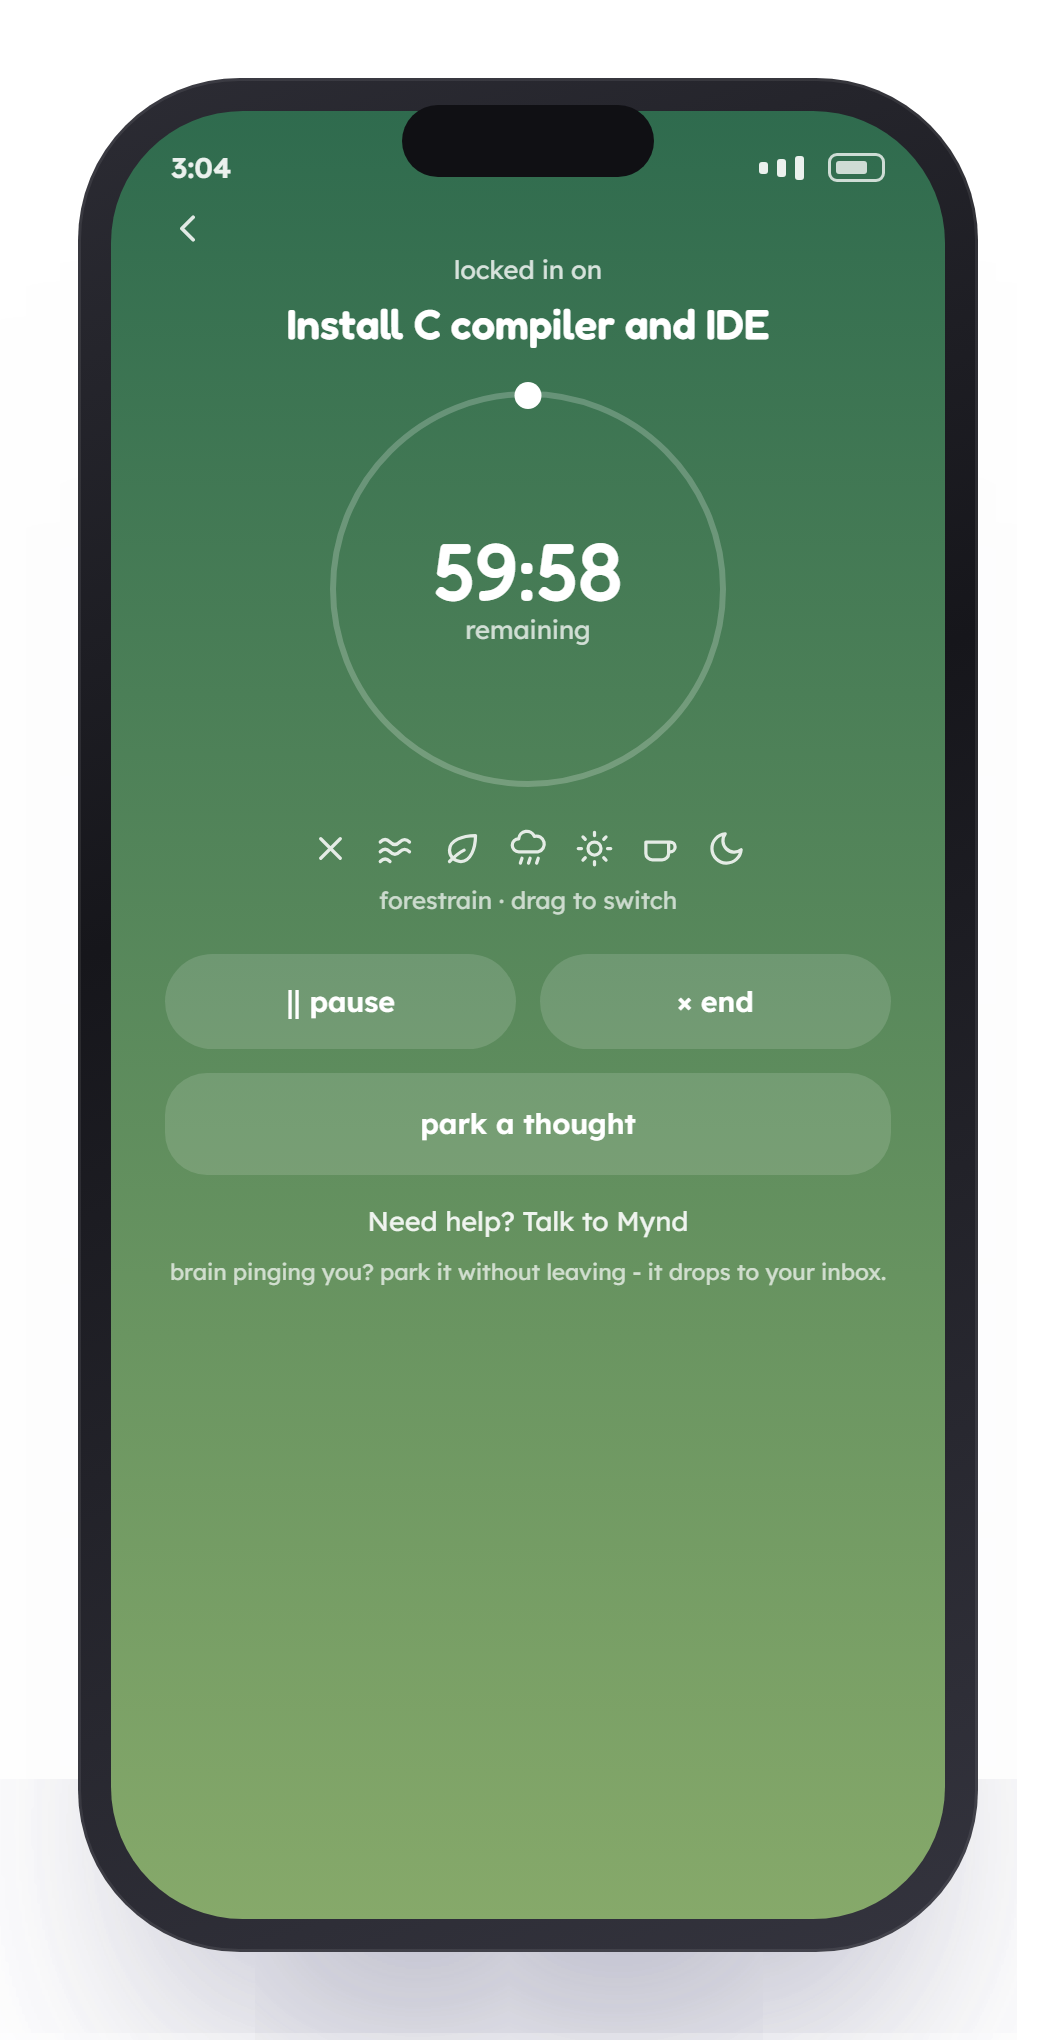 3:04
locked in on
Install C compiler and IDE
59:58
remaining
forestrain · drag to switch
|| pause
× end
park a thought
Need help? Talk to Mynd
brain pinging you? park it without leaving - it drops to your inbox.